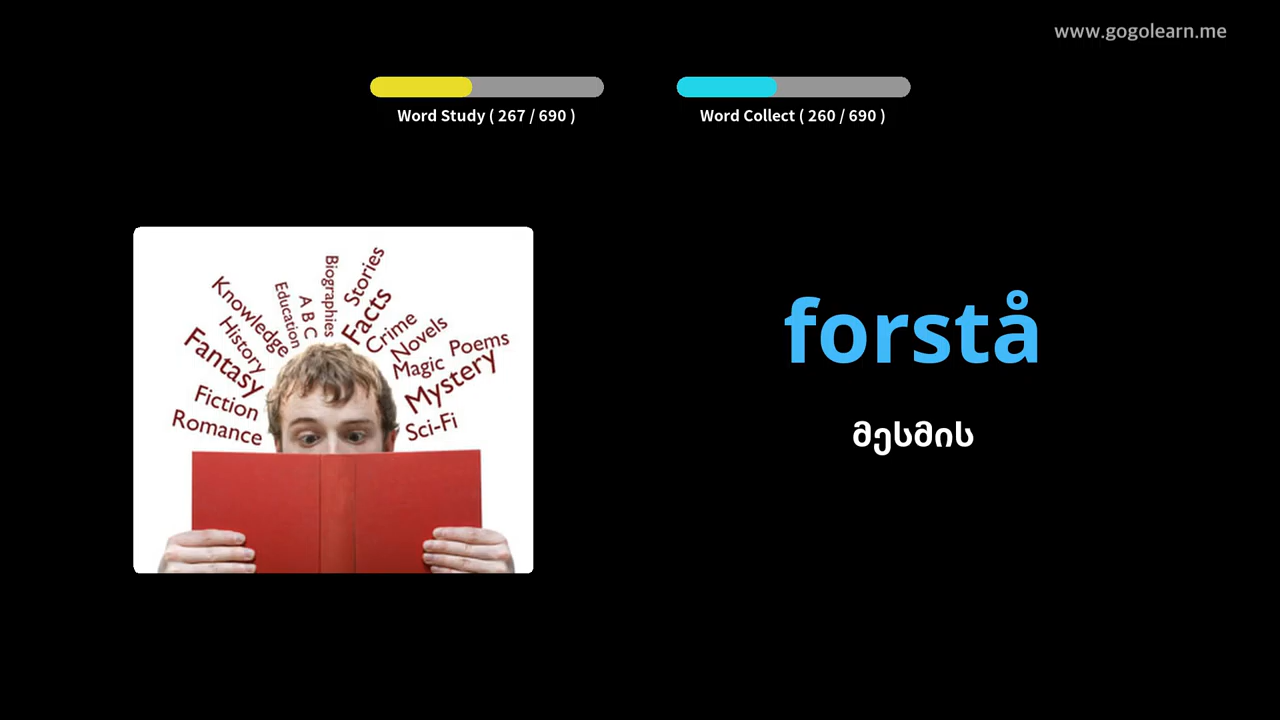 www.gogolearn.me
Word Study ( 267 / 690 )
Word Collect ( 260 / 690 )
Knowledge
Education
A B C
Biographies
Stories
History
Facts
Crime
Novels
Fantasy
Magic
Poems
Fiction
Mystery
Romance
Sci-Fi
forstå
მესმის